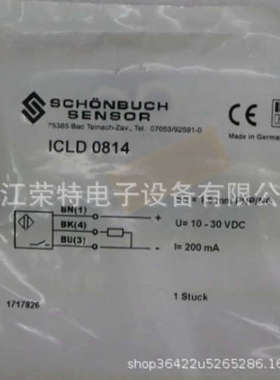 SCHÖNBUCH
SENSOR
75385 Bad Teinach-Zav., Tel. 07053/92591-0
CE
Made in Germany
ICLD 0814
江荣特电子设备有限公司
BN(1) +
BK(4)
BU(3) -
U= 10 - 30 VDC
I= 200 mA
1717826
1 Stuck
shop36422u5265286.16